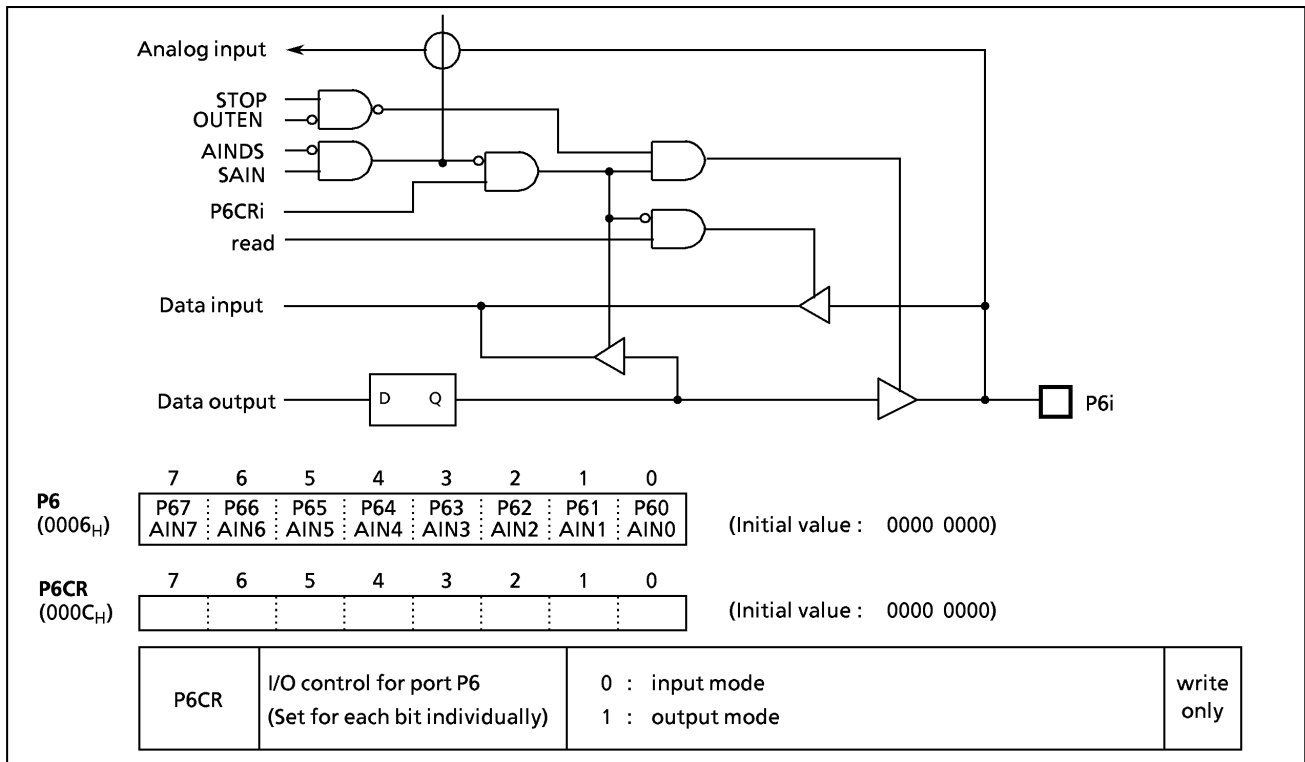 Analog input
STOP
OUTEN
AINDS
SAIN
P6CRi
read
Data input
Data output
D Q
P6i
7 6 5 4 3 2 1 0
P6
(0006H)
P67 P66 P65 P64 P63 P62 P61 P60
AIN7 AIN6 AIN5 AIN4 AIN3 AIN2 AIN1 AIN0
(Initial value : 0000 0000)
7 6 5 4 3 2 1 0
P6CR
(000CH)
(Initial value : 0000 0000)
P6CR
I/O control for port P6
(Set for each bit individually)
0 : input mode
1 : output mode
write
only